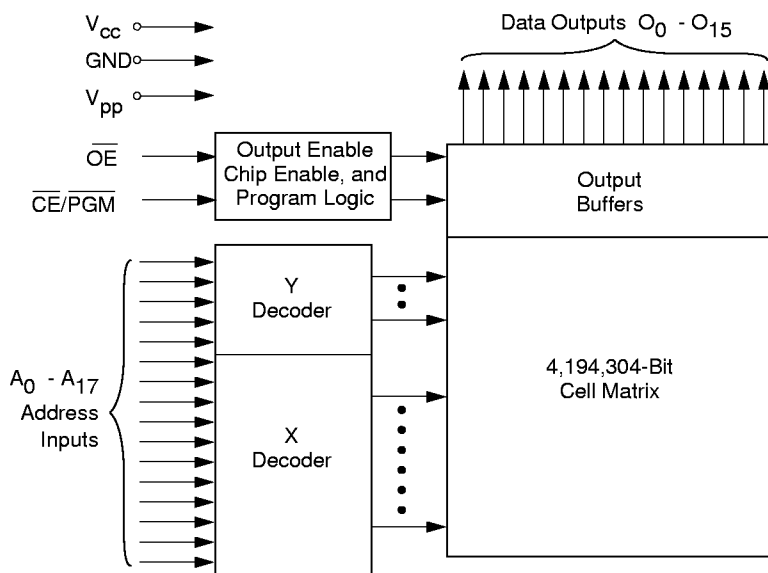 Vcc
GND
Vpp
Data Outputs O0 - O15
OE
CE/PGM
Output Enable
Chip Enable, and
Program Logic
Output
Buffers
Y
Decoder
A0 - A17
Address
Inputs
X
Decoder
4,194,304-Bit
Cell Matrix